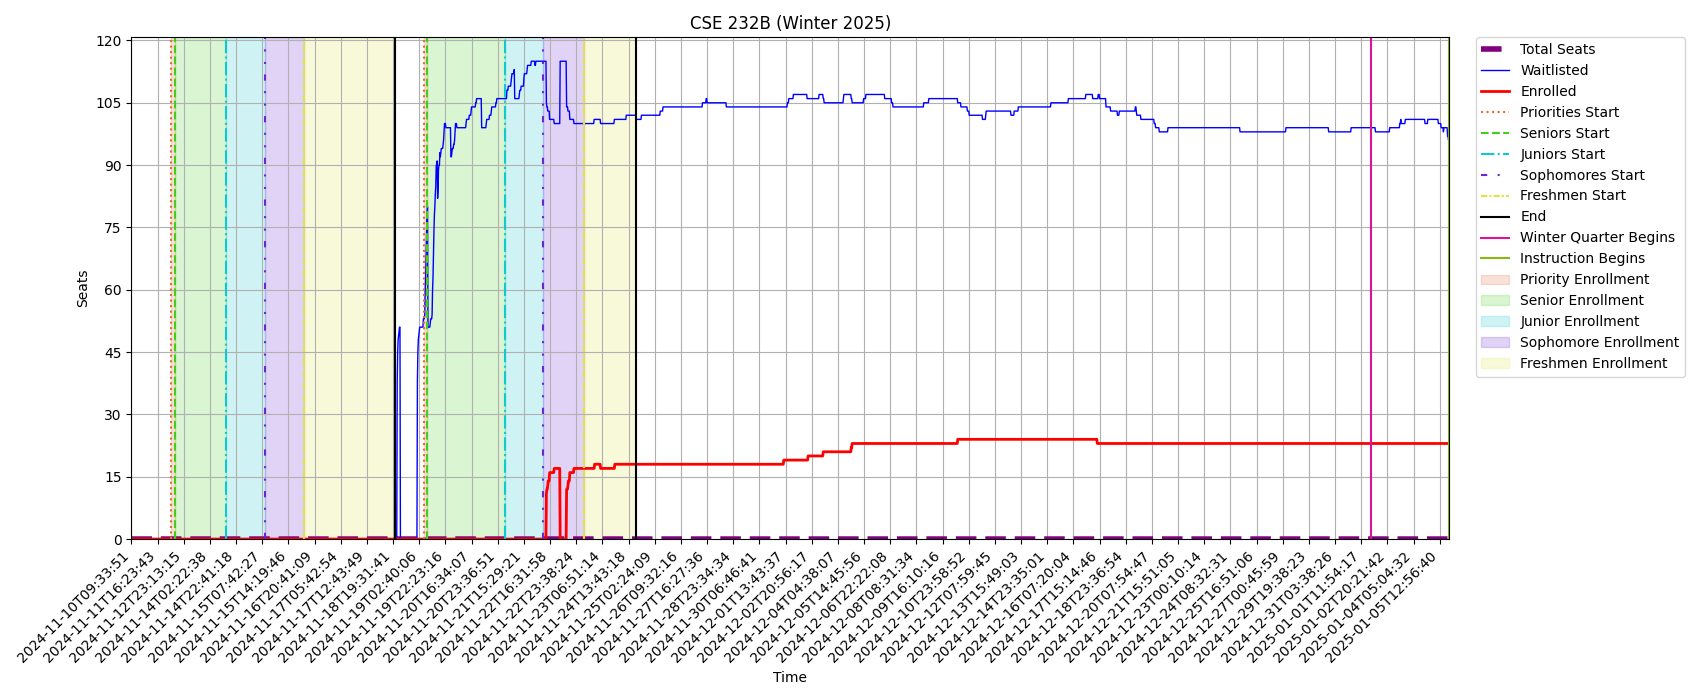 CSE 232B (Winter 2025)
120
105
90
75
60
45
30
15
0
Seats
2024-11-10T09:33:51
2024-11-11T16:23:43
2024-11-12T23:13:15
2024-11-14T02:22:38
2024-11-14T22:41:18
2024-11-15T07:42:27
2024-11-15T14:19:46
2024-11-16T20:41:09
2024-11-17T05:42:54
2024-11-17T12:43:49
2024-11-18T19:31:41
2024-11-19T02:40:06
2024-11-19T23:23:16
2024-11-20T16:34:07
2024-11-20T23:36:51
2024-11-21T15:29:21
2024-11-22T16:31:58
2024-11-22T23:38:24
2024-11-23T06:51:14
2024-11-24T13:43:18
2024-11-25T02:24:09
2024-11-26T09:32:16
2024-11-27T16:27:36
2024-11-28T23:34:34
2024-11-30T06:46:41
2024-12-01T13:43:37
2024-12-02T20:56:17
2024-12-04T04:38:07
2024-12-05T14:45:56
2024-12-06T22:22:08
2024-12-08T08:31:34
2024-12-09T16:10:16
2024-12-10T23:58:52
2024-12-12T07:59:45
2024-12-13T15:49:03
2024-12-14T23:35:01
2024-12-16T07:20:04
2024-12-17T15:14:46
2024-12-18T23:36:54
2024-12-20T07:54:47
2024-12-21T15:51:05
2024-12-23T00:10:14
2024-12-24T08:32:31
2024-12-25T16:51:06
2024-12-27T00:45:59
2024-12-29T19:38:23
2024-12-31T03:38:26
2025-01-01T11:54:17
2025-01-02T20:21:42
2025-01-04T05:04:32
2025-01-05T12:56:40
Time
Total Seats
Waitlisted
Enrolled
Priorities Start
Seniors Start
Juniors Start
Sophomores Start
Freshmen Start
End
Winter Quarter Begins
Instruction Begins
Priority Enrollment
Senior Enrollment
Junior Enrollment
Sophomore Enrollment
Freshmen Enrollment